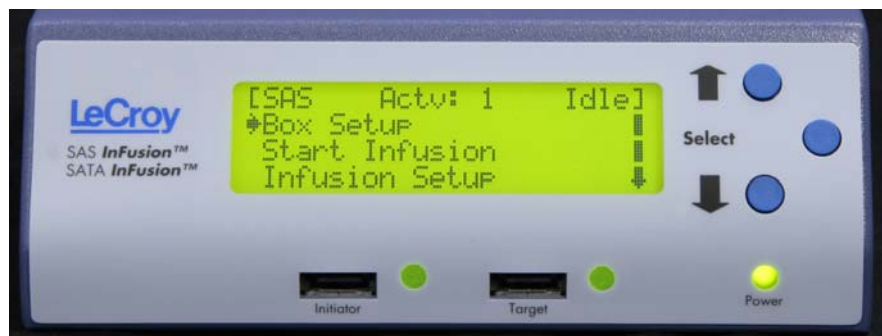 LeCroy
SAS InFusion™
SATA InFusion™
[SAS Actv: 1 Idle]
Box Setup
Start Infusion
Infusion Setup
Select
Initiator
Target
Power